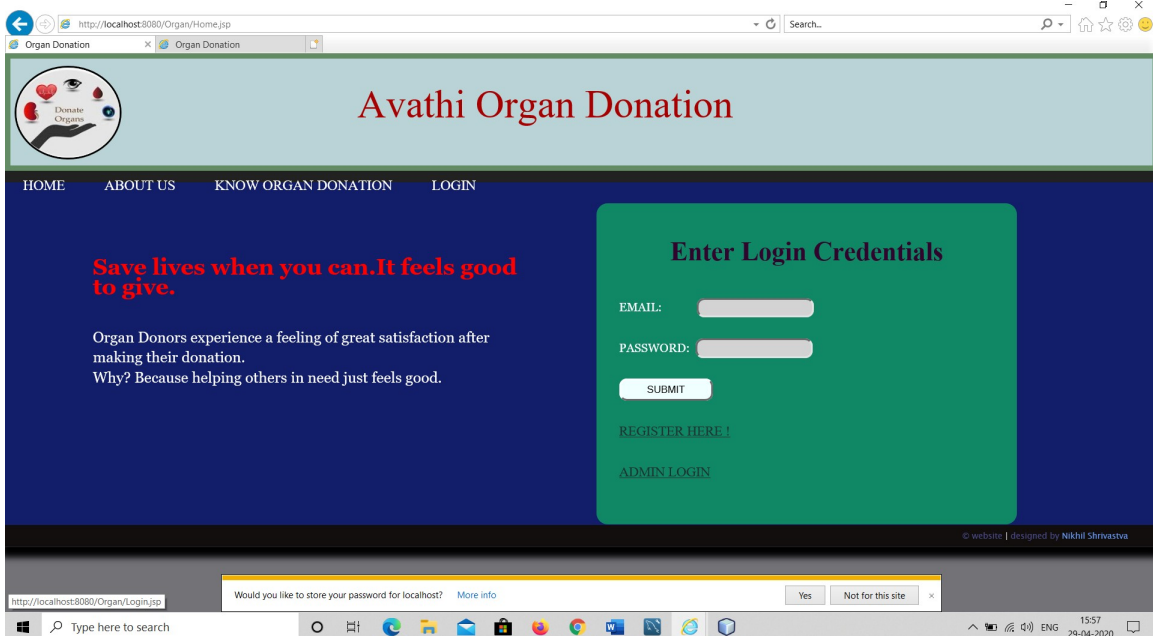 http://localhost:8080/Organ/Home.jsp
Search...
Organ Donation
Organ Donation
Donate
Organs
Avathi Organ Donation
HOME ABOUT US KNOW ORGAN DONATION LOGIN
Save lives when you can.It feels good
to give.
Organ Donors experience a feeling of great satisfaction after
making their donation.
Why? Because helping others in need just feels good.
Enter Login Credentials
EMAIL:
PASSWORD:
SUBMIT
REGISTER HERE !
ADMIN LOGIN
© website | designed by Nikhil Shrivastva
Would you like to store your password for localhost? More info Yes Not for this site
http://localhost:8080/Organ/Login.jsp
Type here to search
ENG
15:57
29-04-2020